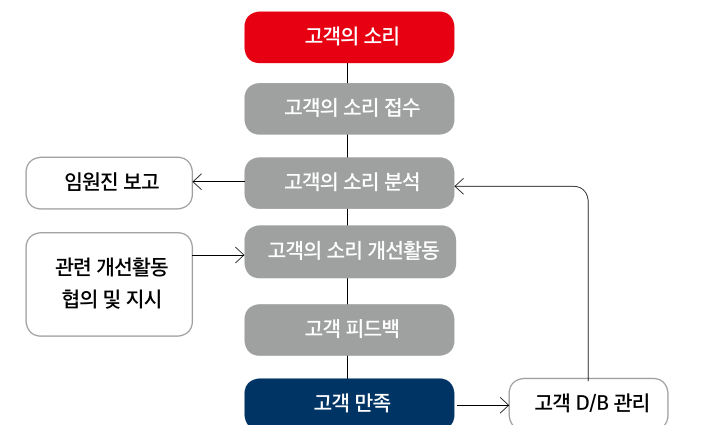 고객의 소리
고객의 소리 접수
임원진 보고
고객의 소리 분석
관련 개선활동
협의 및 지시
고객의 소리 개선활동
고객 피드백
고객 만족
고객 D/B 관리